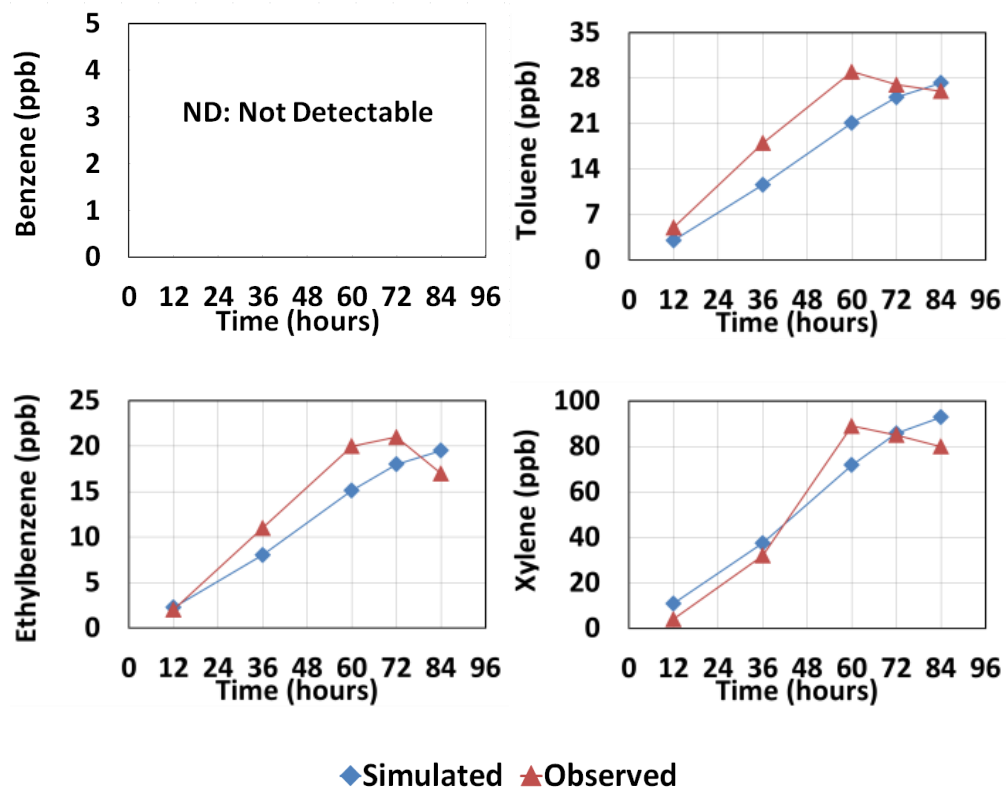 Benzene (ppb)
5
4
3
2
1
0
ND: Not Detectable
0 12 24 36 48 60 72 84 96
Time (hours)
Toluene (ppb)
35
28
21
14
7
0
0 12 24 36 48 60 72 84 96
Time (hours)
Ethylbenzene (ppb)
25
20
15
10
5
0
0 12 24 36 48 60 72 84 96
Time (hours)
Xylene (ppb)
100
80
60
40
20
0
0 12 24 36 48 60 72 84 96
Time (hours)
Simulated Observed